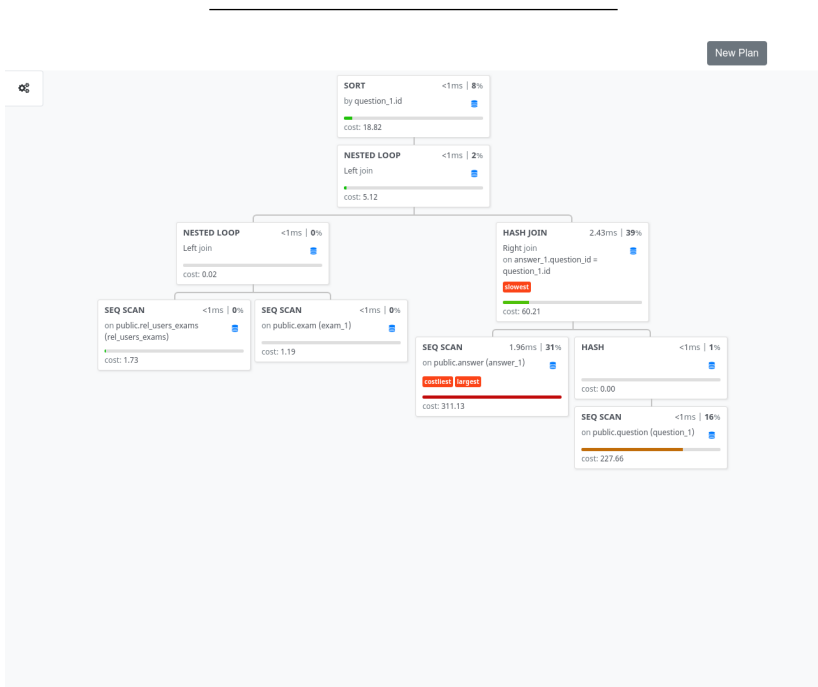 New Plan
SORT <1ms | 8%
by question_1.id
cost: 18.82
NESTED LOOP <1ms | 2%
Left join
cost: 5.12
NESTED LOOP <1ms | 0%
Left join
cost: 0.02
HASH JOIN 2.43ms | 39%
Right join
on answer_1.question_id =
question_1.id
slowest
cost: 60.21
SEQ SCAN <1ms | 0%
on public.rel_users_exams
(rel_users_exams)
cost: 1.73
SEQ SCAN <1ms | 0%
on public.exam (exam_1)
cost: 1.19
SEQ SCAN 1.96ms | 31%
on public.answer (answer_1)
costliest largest
cost: 311.13
HASH <1ms | 1%
cost: 0.00
SEQ SCAN <1ms | 16%
on public.question (question_1)
cost: 227.66